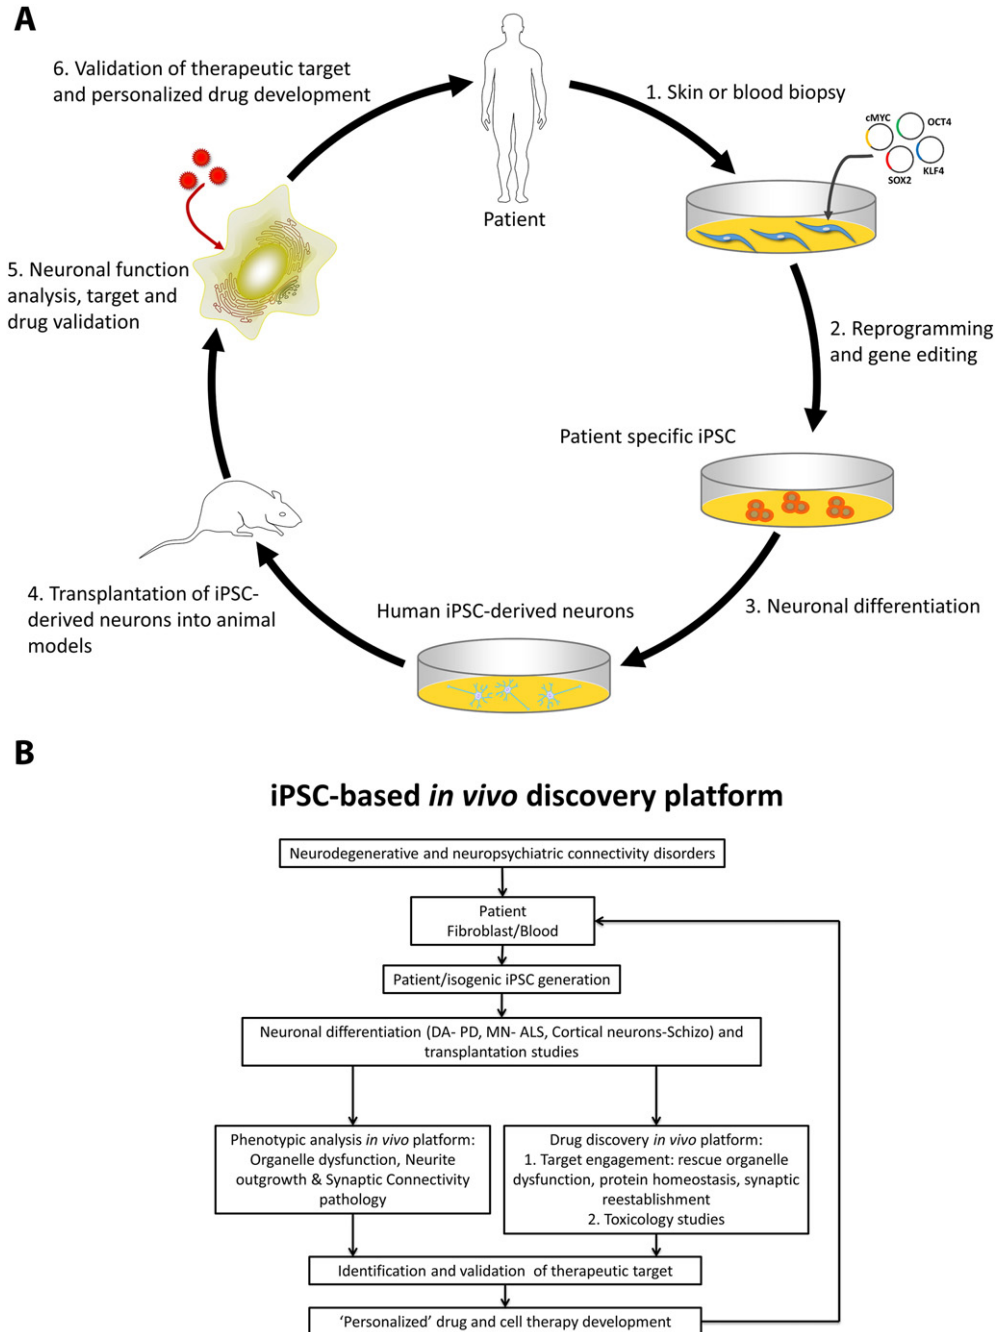 A
6. Validation of therapeutic target
and personalized drug development
1. Skin or blood biopsy
cMYC
OCT4
SOX2
KLF4
Patient
5. Neuronal function
analysis, target and
drug validation
2. Reprogramming
and gene editing
Patient specific iPSC
4. Transplantation of iPSC-
derived neurons into animal
models
Human iPSC-derived neurons
3. Neuronal differentiation
B
iPSC-based in vivo discovery platform
Neurodegenerative and neuropsychiatric connectivity disorders
Patient
Fibroblast/Blood
Patient/isogenic iPSC generation
Neuronal differentiation (DA- PD, MN- ALS, Cortical neurons-Schizo) and
transplantation studies
Phenotypic analysis in vivo platform:
Organelle dysfunction, Neurite
outgrowth & Synaptic Connectivity
pathology
Drug discovery in vivo platform:
1. Target engagement: rescue organelle
dysfunction, protein homeostasis, synaptic
reestablishment
2. Toxicology studies
Identification and validation of therapeutic target
‘Personalized’ drug and cell therapy development